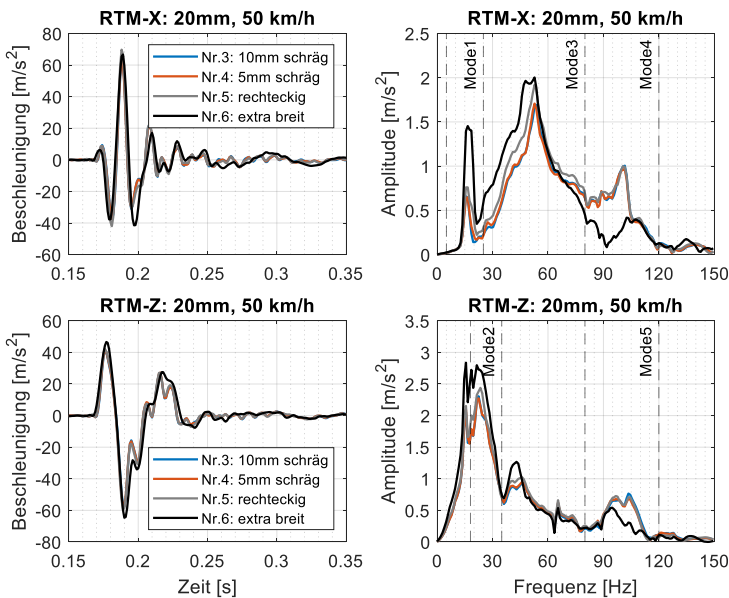 RTM-X: 20mm, 50 km/h
Beschleunigung [m/s²]
80
60
40
20
0
-20
-40
-60
0.15
0.2
0.25
0.3
0.35
Nr.3: 10mm schräg
Nr.4: 5mm schräg
Nr.5: rechteckig
Nr.6: extra breit
RTM-X: 20mm, 50 km/h
Amplitude [m/s²]
2.5
2
1.5
1
0.5
0
0
30
60
90
120
150
Mode1
Mode3
Mode4
RTM-Z: 20mm, 50 km/h
Beschleunigung [m/s²]
60
40
20
0
-20
-40
-60
-80
0.15
0.2
0.25
0.3
0.35
Zeit [s]
Nr.3: 10mm schräg
Nr.4: 5mm schräg
Nr.5: rechteckig
Nr.6: extra breit
RTM-Z: 20mm, 50 km/h
Amplitude [m/s²]
3.5
3
2.5
2
1.5
1
0.5
0
0
30
60
90
120
150
Frequenz [Hz]
Mode2
Mode5